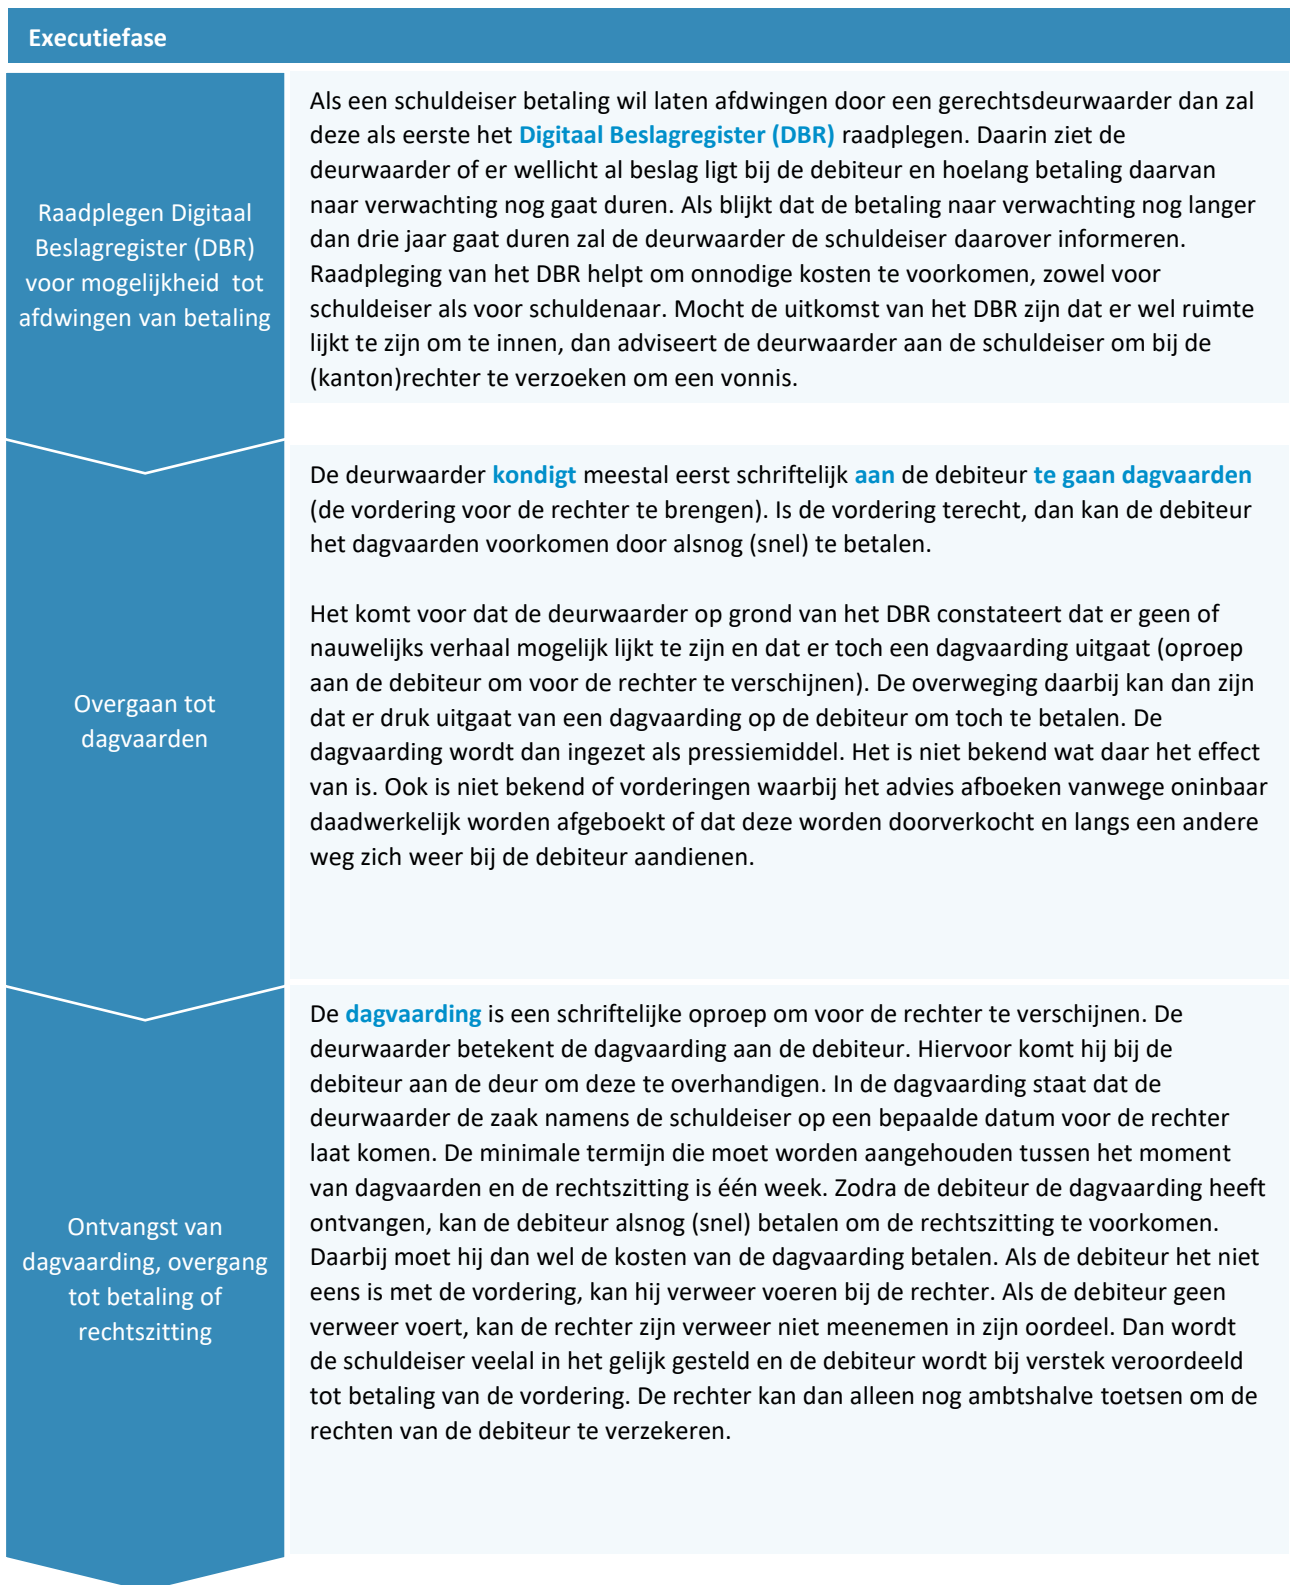 Executiefase
Raadplegen Digitaal
Beslagregister (DBR)
voor mogelijkheid tot
afdwingen van betaling
Als een schuldeiser betaling wil laten afdwingen door een gerechtsdeurwaarder dan zal
deze als eerste het Digitaal Beslagregister (DBR) raadplegen. Daarin ziet de
deurwaarder of er wellicht al beslag ligt bij de debiteur en hoelang betaling daarvan
naar verwachting nog gaat duren. Als blijkt dat de betaling naar verwachting nog langer
dan drie jaar gaat duren zal de deurwaarder de schuldeiser daarover informeren.
Raadpleging van het DBR helpt om onnodige kosten te voorkomen, zowel voor
schuldeiser als voor schuldenaar. Mocht de uitkomst van het DBR zijn dat er wel ruimte
lijkt te zijn om te innen, dan adviseert de deurwaarder aan de schuldeiser om bij de
(kanton)rechter te verzoeken om een vonnis.
Overgaan tot
dagvaarden
De deurwaarder kondigt meestal eerst schriftelijk aan de debiteur te gaan dagvaarden
(de vordering voor de rechter te brengen). Is de vordering terecht, dan kan de debiteur
het dagvaarden voorkomen door alsnog (snel) te betalen.
Het komt voor dat de deurwaarder op grond van het DBR constateert dat er geen of
nauwelijks verhaal mogelijk lijkt te zijn en dat er toch een dagvaarding uitgaat (oproep
aan de debiteur om voor de rechter te verschijnen). De overweging daarbij kan dan zijn
dat er druk uitgaat van een dagvaarding op de debiteur om toch te betalen. De
dagvaarding wordt dan ingezet als pressiemiddel. Het is niet bekend wat daar het effect
van is. Ook is niet bekend of vorderingen waarbij het advies afboeken vanwege oninbaar
daadwerkelijk worden afgeboekt of dat deze worden doorverkocht en langs een andere
weg zich weer bij de debiteur aandienen.
Ontvangst van
dagvaarding, overgang
tot betaling of
rechtszitting
De dagvaarding is een schriftelijke oproep om voor de rechter te verschijnen. De
deurwaarder betekent de dagvaarding aan de debiteur. Hiervoor komt hij bij de
debiteur aan de deur om deze te overhandigen. In de dagvaarding staat dat de
deurwaarder de zaak namens de schuldeiser op een bepaalde datum voor de rechter
laat komen. De minimale termijn die moet worden aangehouden tussen het moment
van dagvaarden en de rechtszitting is één week. Zodra de debiteur de dagvaarding heeft
ontvangen, kan de debiteur alsnog (snel) betalen om de rechtszitting te voorkomen.
Daarbij moet hij dan wel de kosten van de dagvaarding betalen. Als de debiteur het niet
eens is met de vordering, kan hij verweer voeren bij de rechter. Als de debiteur geen
verweer voert, kan de rechter zijn verweer niet meenemen in zijn oordeel. Dan wordt
de schuldeiser veelal in het gelijk gesteld en de debiteur wordt bij verstek veroordeeld
tot betaling van de vordering. De rechter kan dan alleen nog ambtshalve toetsen om de
rechten van de debiteur te verzekeren.